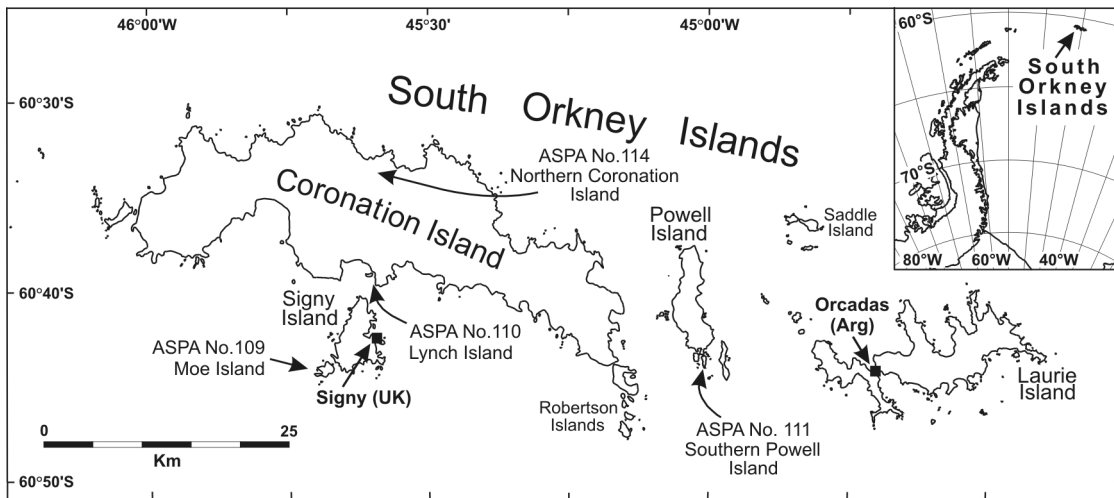 46°00'W
45°30'
45°00'W
60°S
South
Orkney
Islands
70°S
80°W
60°W
40°W
60°30'S
60°40'S
60°50'S
South Orkney Islands
ASPA No.114
Northern Coronation
Island
Coronation Island
Powell
Island
Saddle
Island
Signy
Island
ASPA No.110
Lynch Island
ASPA No.109
Moe Island
Signy (UK)
Orcadas
(Arg)
Laurie
Island
Robertson
Islands
ASPA No. 111
Southern Powell
Island
0 25
Km